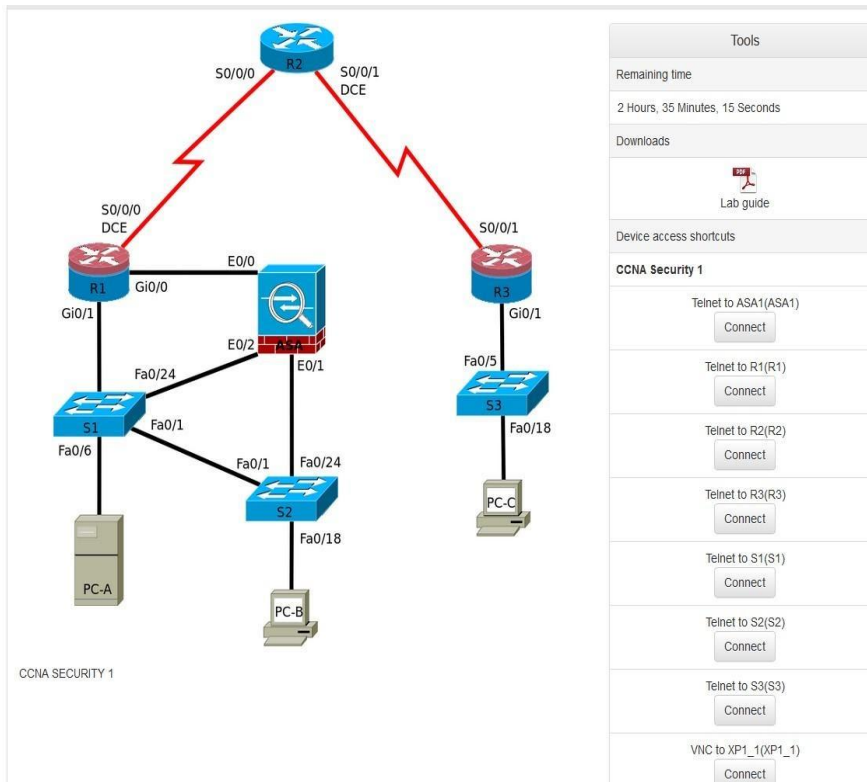 R2
S0/0/0
S0/0/1
DCE
S0/0/0
DCE
R1
Gi0/0
Gi0/1
E0/0
ASA
E0/2
E0/1
S0/0/1
R3
Gi0/1
Fa0/24
Fa0/5
S1
S3
Fa0/1
Fa0/18
Fa0/6
Fa0/1
Fa0/24
S2
Fa0/18
PC-C
PC-A
PC-B
CCNA SECURITY 1
Tools
Remaining time
2 Hours, 35 Minutes, 15 Seconds
Downloads
PDF
Lab guide
Device access shortcuts
CCNA Security 1
Telnet to ASA1(ASA1)
Connect
Telnet to R1(R1)
Connect
Telnet to R2(R2)
Connect
Telnet to R3(R3)
Connect
Telnet to S1(S1)
Connect
Telnet to S2(S2)
Connect
Telnet to S3(S3)
Connect
VNC to XP1_1(XP1_1)
Connect